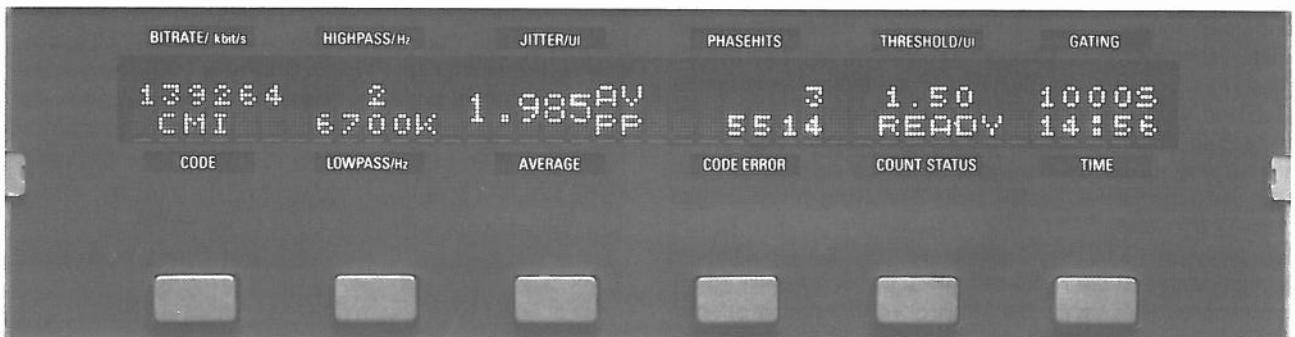 BITRATE/ kbit/s HIGHPASS/Hz JITTER/UI PHASEHITS THRESHOLD/UI GATING
139264 2 1.985 AV 3 1.50 1000S
CMI 6700K PP 5514 READY 14:56
CODE LOWPASS/Hz AVERAGE CODE ERROR COUNT STATUS TIME